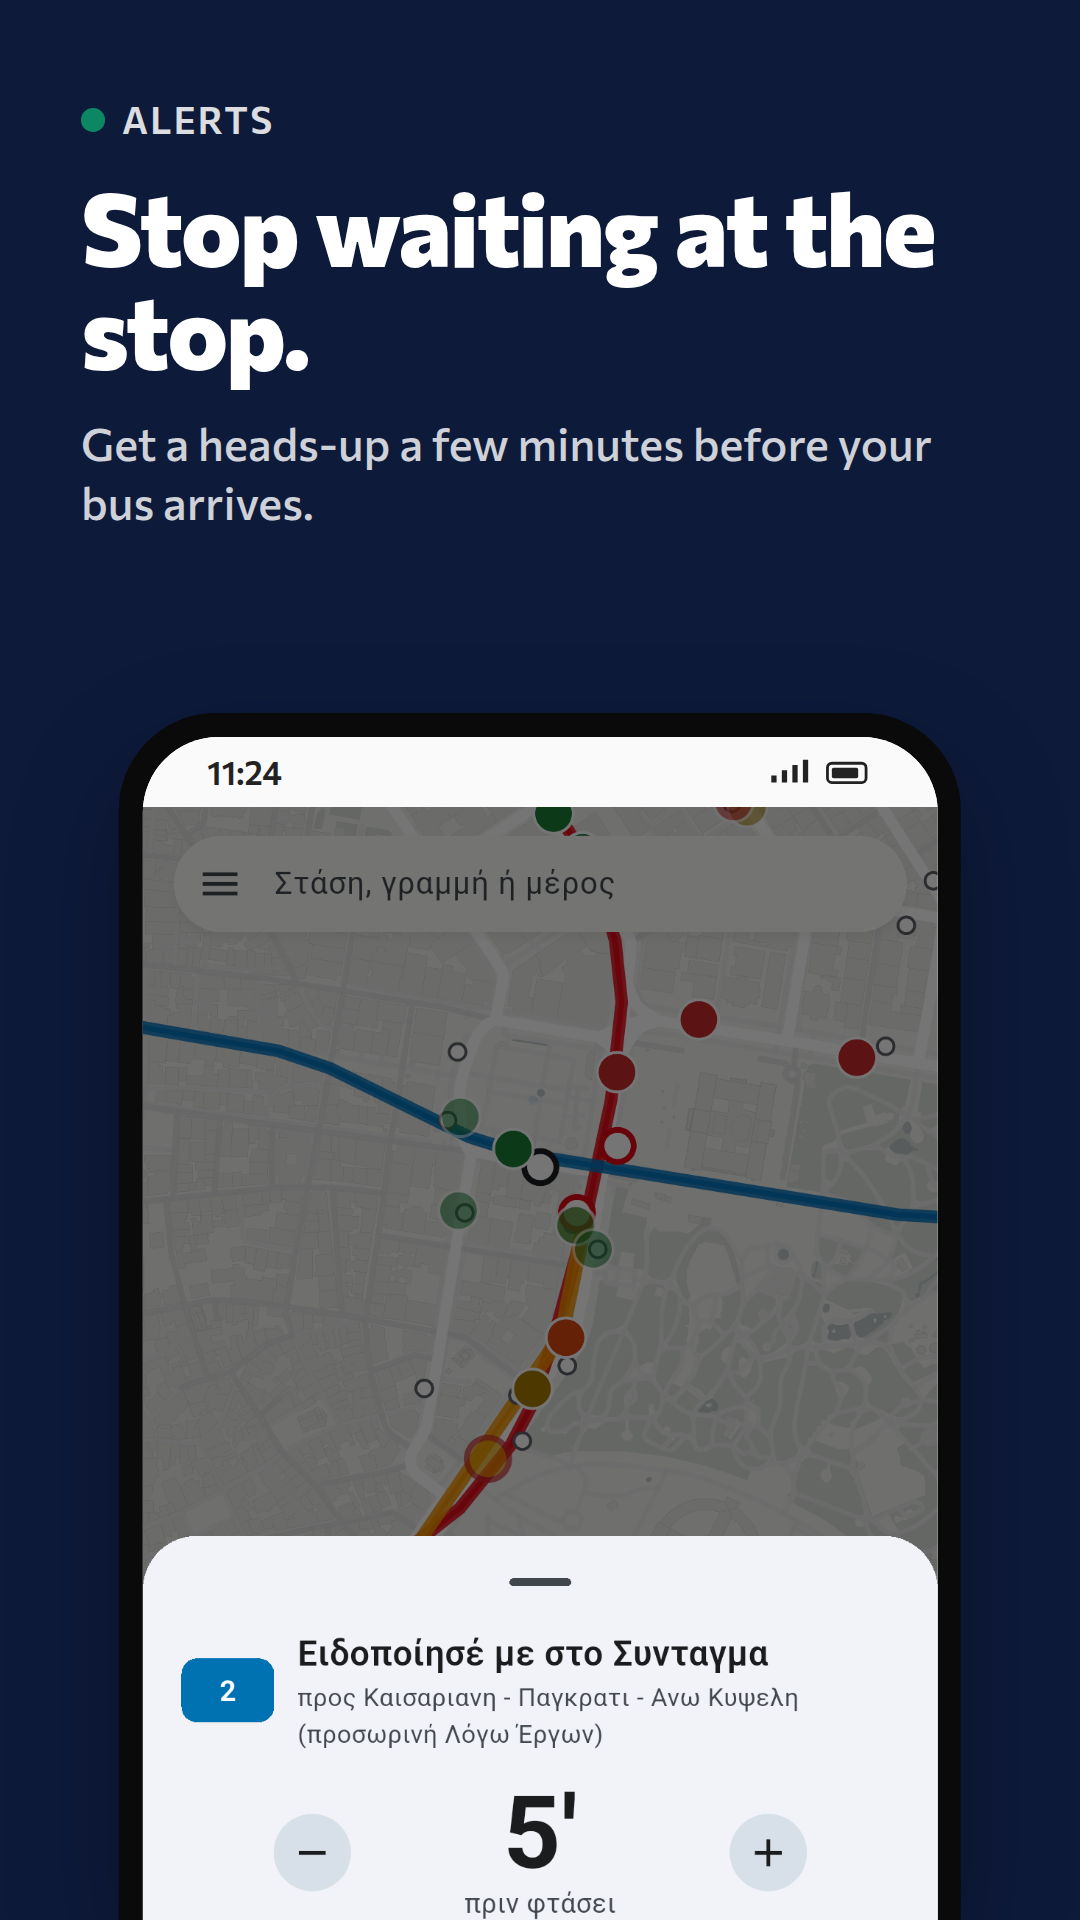 ALERTS
Stop waiting at the
stop.
Get a heads-up a few minutes before your
bus arrives.
11:24
Στάση, γραμμή ή μέρος
Ειδοποίησέ με στο Συνταγμα
2
προς Καισαριανη - Παγκρατι - Ανω Κυψελη
(προσωρινή Λόγω Έργων)
5'
πριν φτάσει